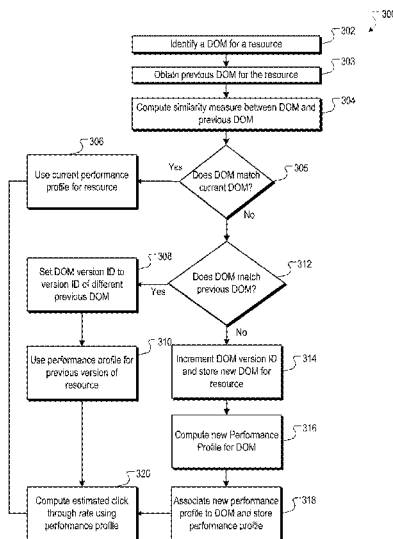 300
302
Identify a DOM for a resource
303
Obtain previous DOM for the resource
304
Compute similarity measure between DOM and
previous DOM
306
Use current performance
profile for resource
Yes
305
Does DOM match
current DOM?
No
308
Set DOM version ID to
version ID of different
previous DOM
Yes
312
Does DOM match
previous DOM?
No
310
Use performance profile for
previous version of
resource
314
Increment DOM version ID
and store new DOM for
resource
316
Compute new Performance
Profile for DOM
320
Compute estimated click
through rate using
performance profile
318
Associate new performance
profile to DOM and store
performance profile